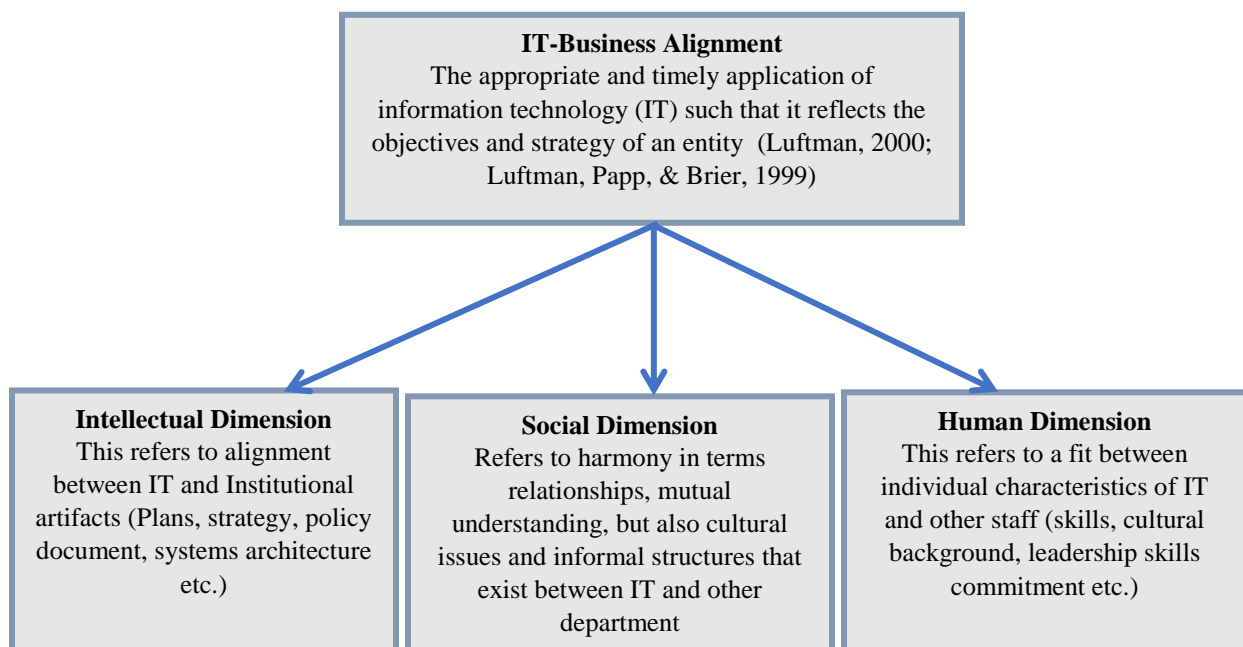 IT-Business Alignment
The appropriate and timely application of
information technology (IT) such that it reflects the
objectives and strategy of an entity  (Luftman, 2000;
Luftman, Papp, & Brier, 1999)
Intellectual Dimension
This refers to alignment
between IT and Institutional
artifacts (Plans, strategy, policy
document, systems architecture
etc.)
Social Dimension
Refers to harmony in terms
relationships, mutual
understanding, but also cultural
issues and informal structures that
exist between IT and other
department
Human Dimension
This refers to a fit between
individual characteristics of IT
and other staff (skills, cultural
background, leadership skills
commitment etc.)